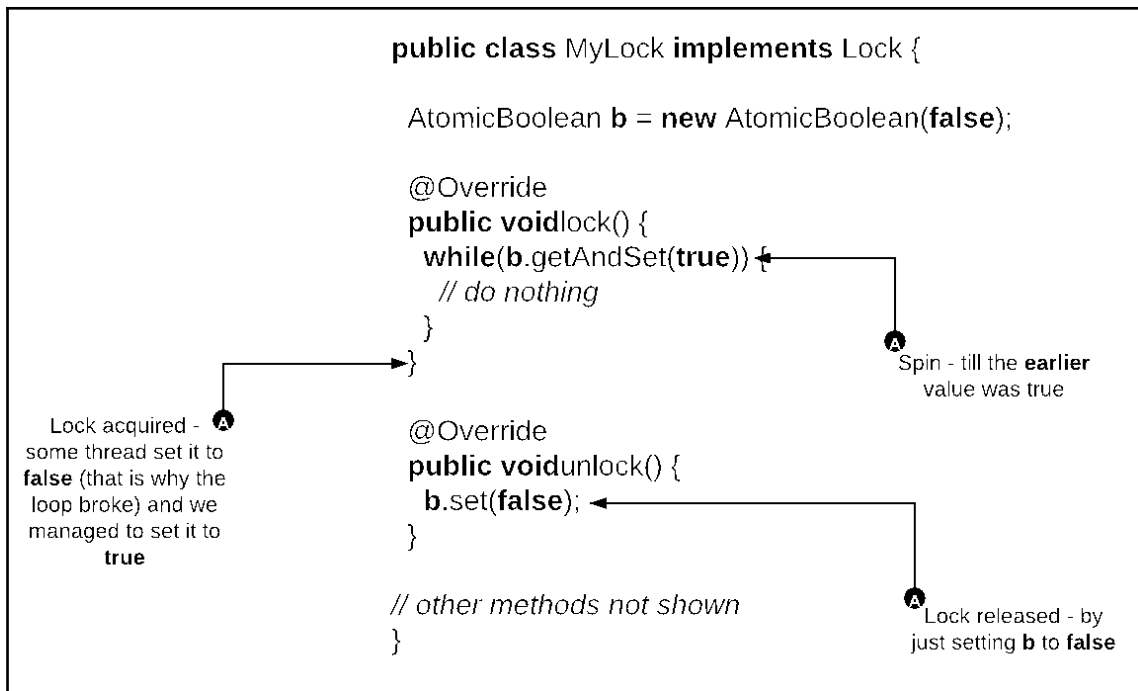 public class MyLock implements Lock {
AtomicBoolean b = new AtomicBoolean(false);
@Override
public voidlock() {
while(b.getAndSet(true)) {
// do nothing
}
}
A
Spin - till the earlier
value was true
A
Lock acquired -
some thread set it to
false (that is why the
loop broke) and we
managed to set it to
true
@Override
public voidunlock() {
b.set(false);
}
A
Lock released - by
just setting b to false
// other methods not shown
}